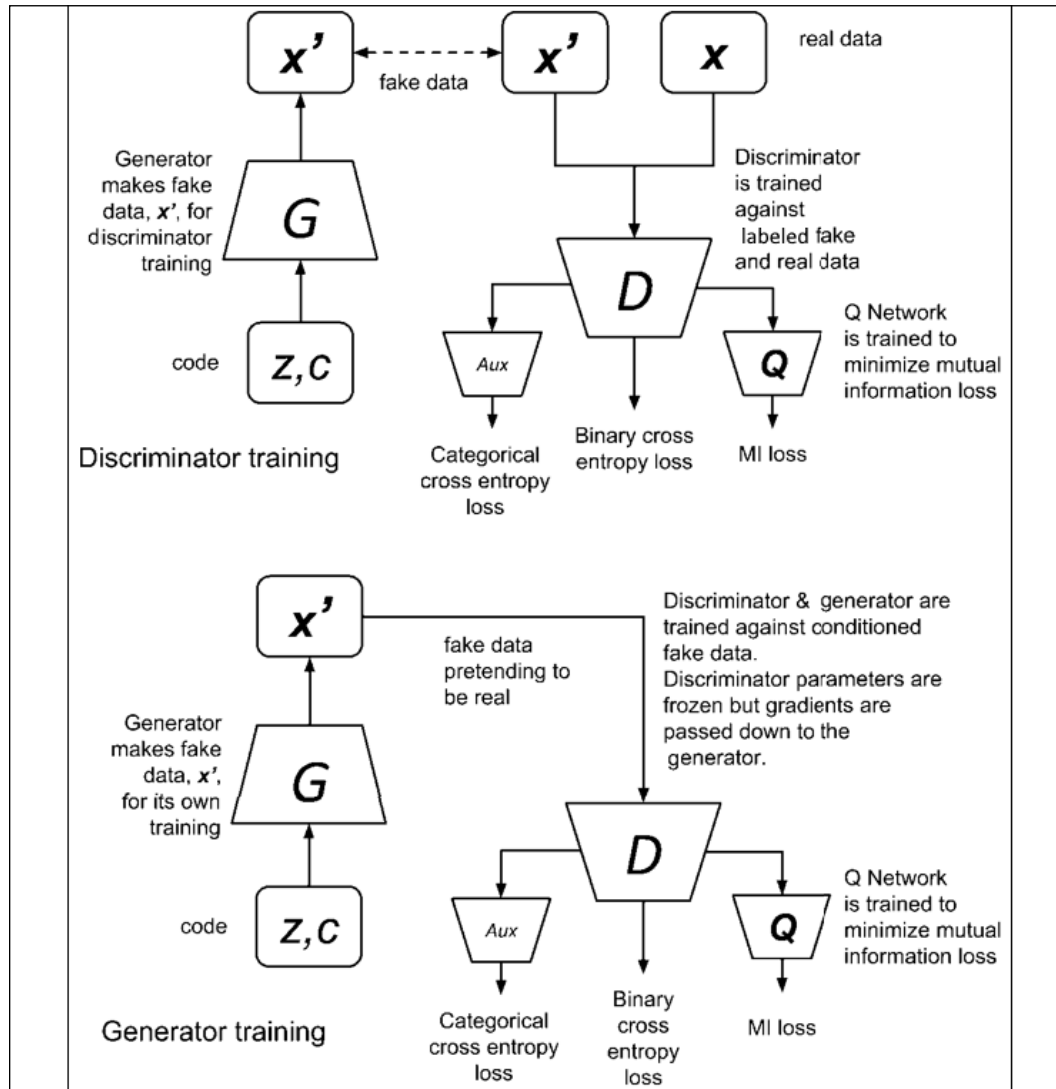 x’
x’
x
real data
fake data
Generator
makes fake
data, x’, for
discriminator
training
G
Discriminator
is trained
against
labeled fake
and real data
D
code
z,c
Aux
Q
Q Network
is trained to
minimize mutual
information loss
Categorical
cross entropy
loss
Binary cross
entropy loss
MI loss
Discriminator training
x’
fake data
pretending to
be real
Discriminator & generator are
trained against conditioned
fake data.
Discriminator parameters are
frozen but gradients are
passed down to the
generator.
Generator
makes fake
data, x’,
for its own
training
G
D
code
z,c
Aux
Q
Q Network
is trained to
minimize mutual
information loss
Categorical
cross entropy
loss
Binary
cross
entropy
loss
MI loss
Generator training